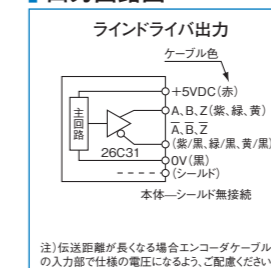 ラインドライバ出力
ケーブル色
+5VDC(赤)
主回路
A、B、Z(紫、緑、黄)
A、B、Z
(紫/黒、緑/黒、黄/黒)
26C31
0V(黒)
(シールド)
本体―シールド無接続
注)伝送距離が長くなる場合エンコーダケーブル
の入力部で仕様の電圧になるよう、ご配慮ください